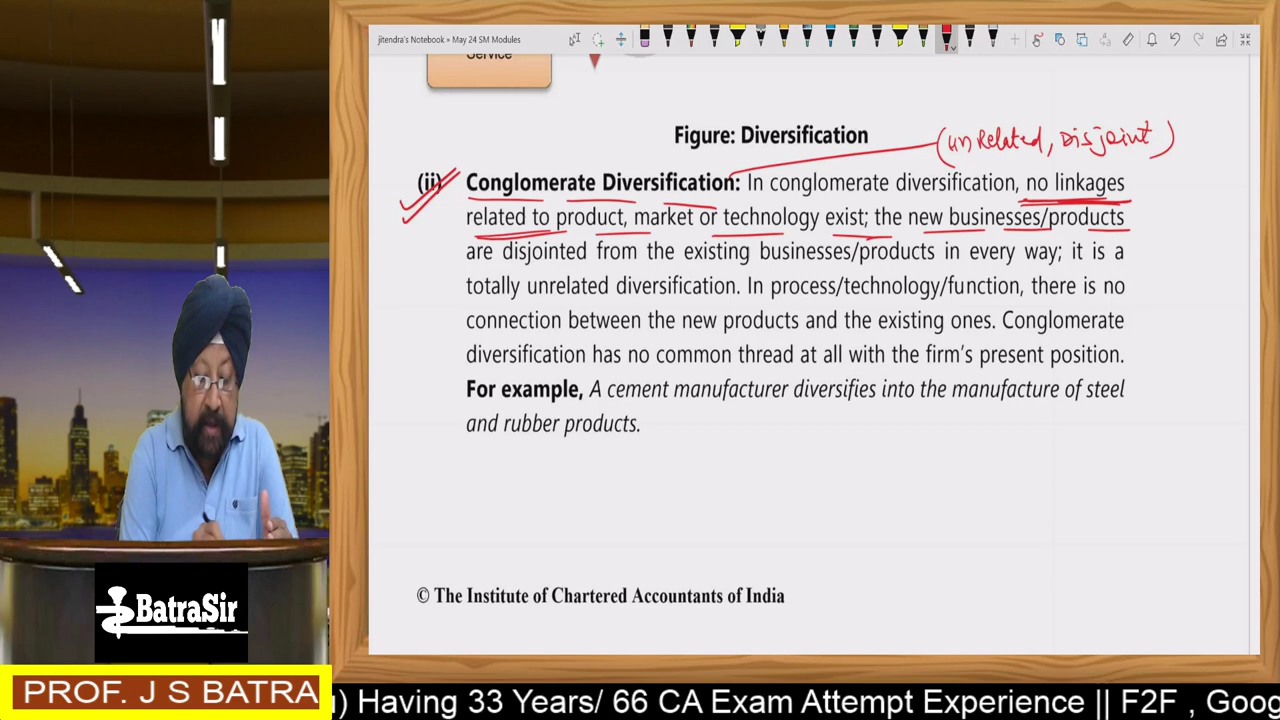 jitendra's Notebook » May 24 SM Modules
Service
Figure: Diversification
(unRelated, Disjoint)
(ii) Conglomerate Diversification: In conglomerate diversification, no linkages
related to product, market or technology exist; the new businesses/products
are disjointed from the existing businesses/products in every way; it is a
totally unrelated diversification. In process/technology/function, there is no
connection between the new products and the existing ones. Conglomerate
diversification has no common thread at all with the firm's present position.
For example, A cement manufacturer diversifies into the manufacture of steel
and rubber products.
© The Institute of Chartered Accountants of India
BatraSir
PROF. J S BATRA
) Having 33 Years/ 66 CA Exam Attempt Experience || F2F , Goog